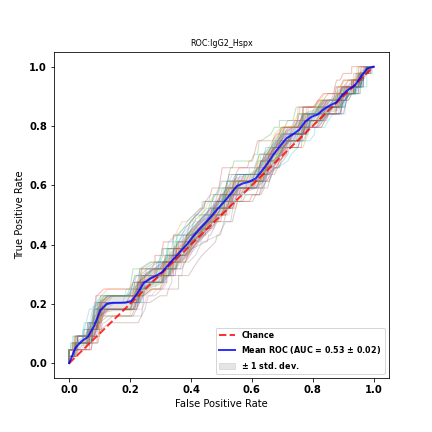 ROC:IgG2_Hspx
True Positive Rate
1.0
0.8
0.6
0.4
0.2
0.0
Chance
Mean ROC (AUC = 0.53 ± 0.02)
± 1 std. dev.
0.0 0.2 0.4 0.6 0.8 1.0
False Positive Rate